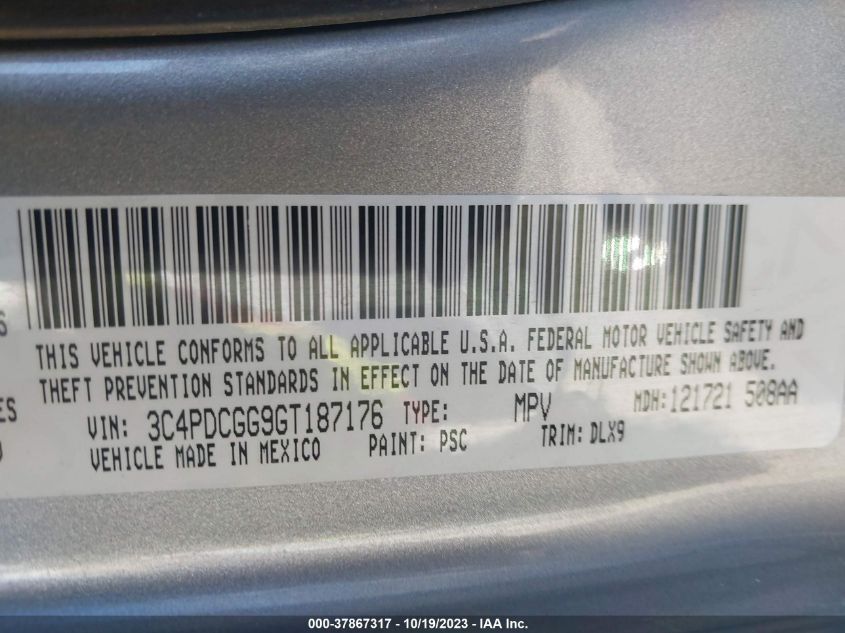 THIS VEHICLE CONFORMS TO ALL APPLICABLE U.S.A. FEDERAL MOTOR VEHICLE SAFETY AND
THEFT PREVENTION STANDARDS IN EFFECT ON THE DATE OF MANUFACTURE SHOWN ABOVE.
VIN: 3C4PDCGG9GT187176 TYPE: MPV MDH: 121721 508AA
VEHICLE MADE IN MEXICO PAINT: PSC TRIM: DLX9
000-37867317 - 10/19/2023 - IAA Inc.